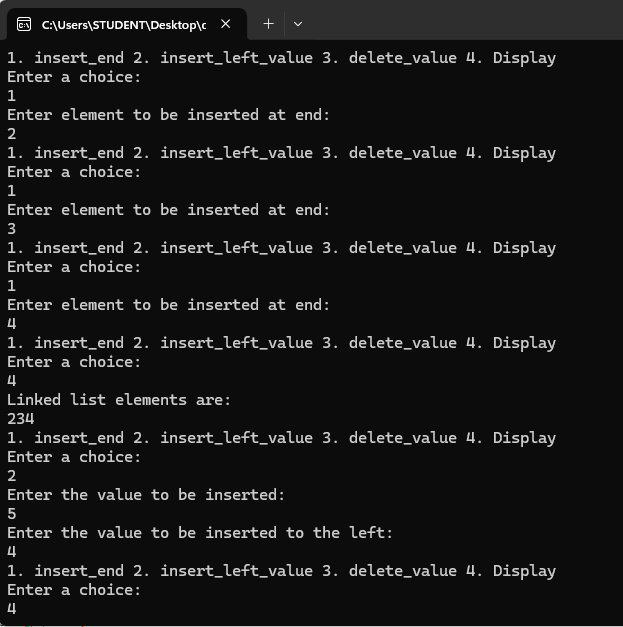 C:\Users\STUDENT\Desktop\c
1. insert_end 2. insert_left_value 3. delete_value 4. Display
Enter a choice:
1
Enter element to be inserted at end:
2
1. insert_end 2. insert_left_value 3. delete_value 4. Display
Enter a choice:
1
Enter element to be inserted at end:
3
1. insert_end 2. insert_left_value 3. delete_value 4. Display
Enter a choice:
1
Enter element to be inserted at end:
4
1. insert_end 2. insert_left_value 3. delete_value 4. Display
Enter a choice:
4
Linked list elements are:
234
1. insert_end 2. insert_left_value 3. delete_value 4. Display
Enter a choice:
2
Enter the value to be inserted:
5
Enter the value to be inserted to the left:
4
1. insert_end 2. insert_left_value 3. delete_value 4. Display
Enter a choice:
4